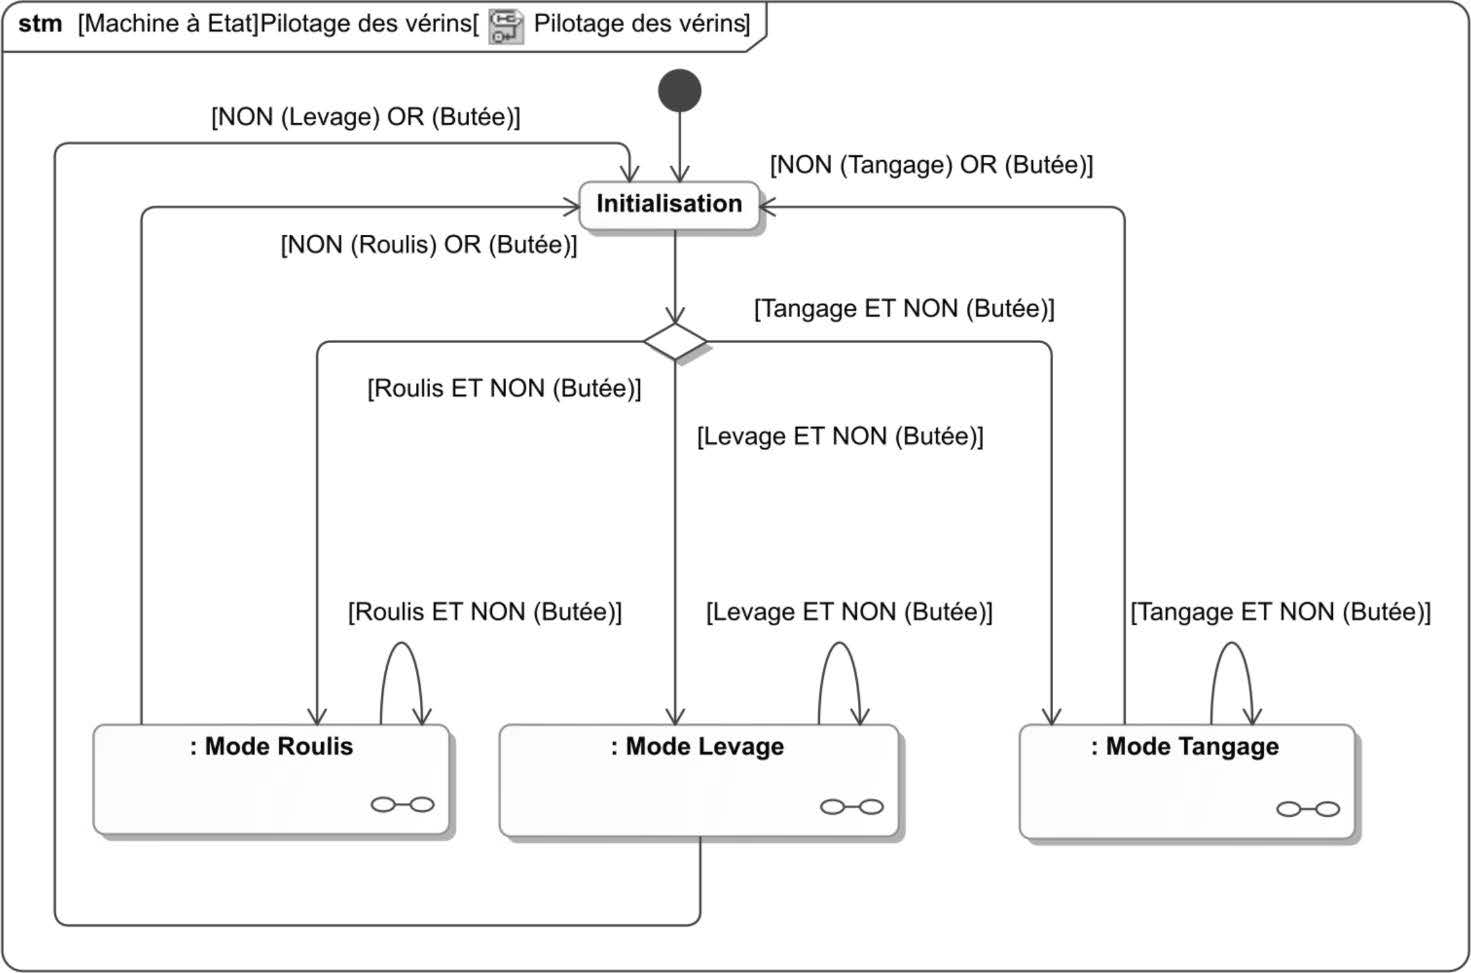 stm [Machine à Etat]Pilotage des vérins[ Pilotage des vérins]
[NON (Levage) OR (Butée)]
[NON (Tangage) OR (Butée)]
Initialisation
[NON (Roulis) OR (Butée)]
[Tangage ET NON (Butée)]
[Roulis ET NON (Butée)]
[Levage ET NON (Butée)]
[Roulis ET NON (Butée)]
[Levage ET NON (Butée)]
[Tangage ET NON (Butée)]
: Mode Roulis
: Mode Levage
: Mode Tangage